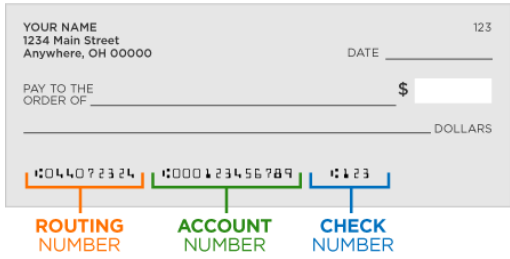 YOUR NAME 123
1234 Main Street
Anywhere, OH 00000
DATE
PAY TO THE
ORDER OF $
DOLLARS
⑆044072324 ⑆000123456789 ⑆123
ROUTING NUMBER
ACCOUNT NUMBER
CHECK NUMBER